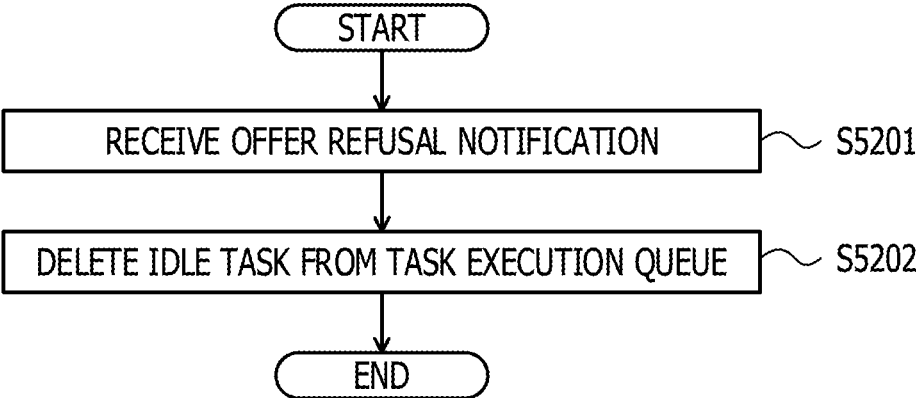 START
RECEIVE OFFER REFUSAL NOTIFICATION
S5201
DELETE IDLE TASK FROM TASK EXECUTION QUEUE
S5202
END